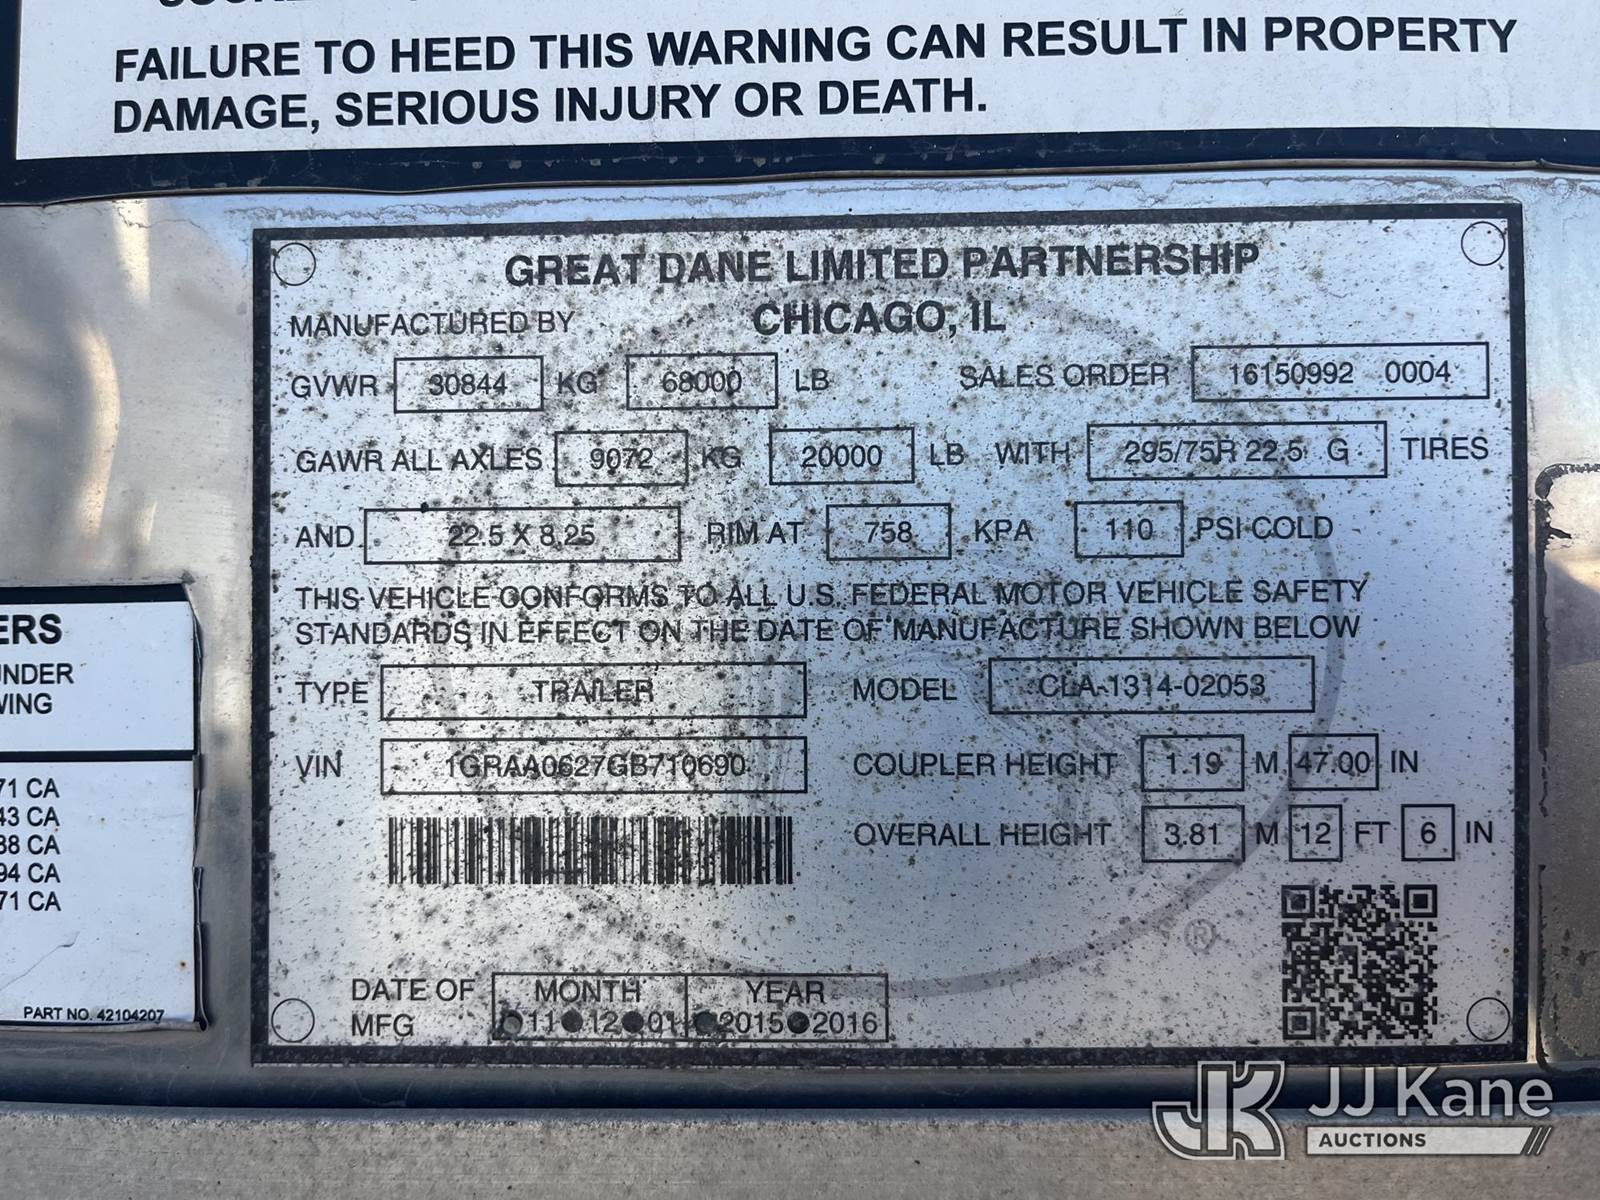 FAILURE TO HEED THIS WARNING CAN RESULT IN PROPERTY
DAMAGE, SERIOUS INJURY OR DEATH.
GREAT DANE LIMITED PARTNERSHIP
MANUFACTURED BY CHICAGO, IL
GVWR 30844 KG 68000 LB SALES ORDER 16150992 0004
GAWR ALL AXLES 9072 KG 20000 LB WITH 295/75R 22.5 G TIRES
AND 22.5 X 8.25 RIM AT 758 KPA 110 PSI COLD
THIS VEHICLE CONFORMS TO ALL U.S. FEDERAL MOTOR VEHICLE SAFETY
STANDARDS IN EFFECT ON THE DATE OF MANUFACTURE SHOWN BELOW
TYPE TRAILER MODEL CLA-1314-02053
VIN 1GRAA0627GB710690 COUPLER HEIGHT 1.19 M 47.00 IN
OVERALL HEIGHT 3.81 M 12 FT 6 IN
®
DATE OF MONTH YEAR
MFG 11 12 01 2015 2016
ERS
UNDER
WING
71 CA
43 CA
38 CA
94 CA
71 CA
PART NO. 42104207
JK JJ Kane
AUCTIONS